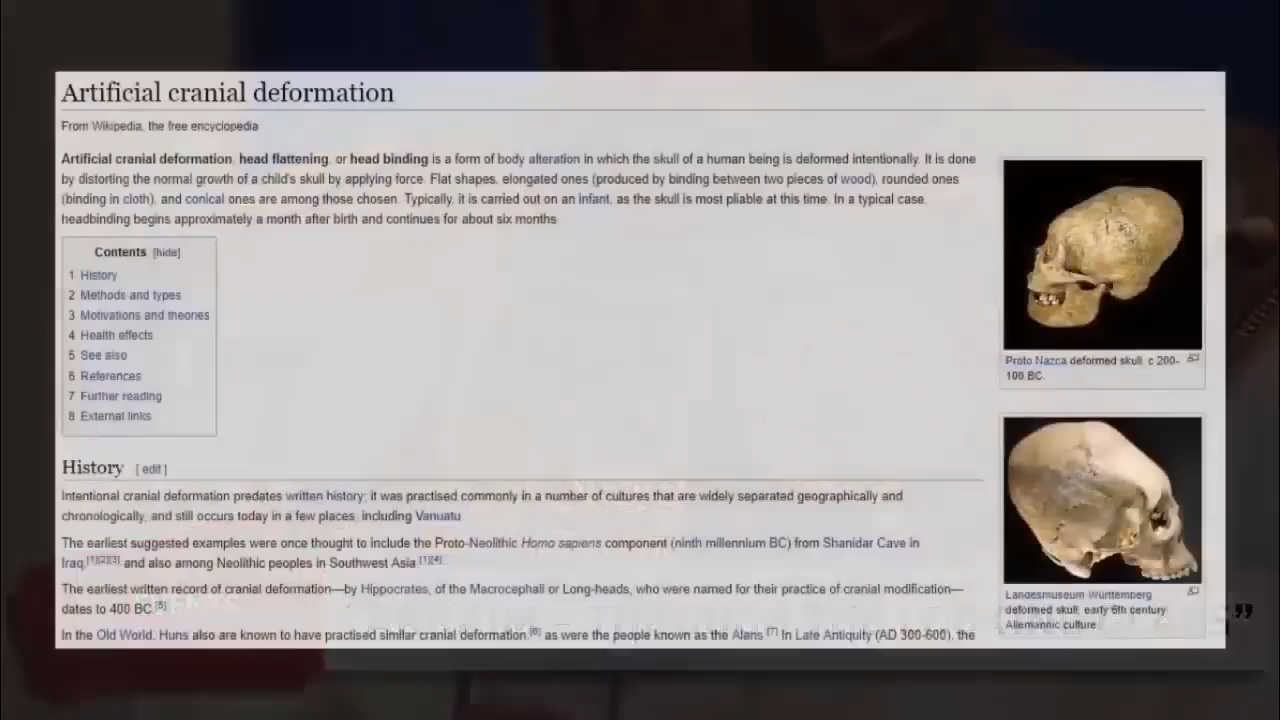 Artificial cranial deformation
From Wikipedia, the free encyclopedia
Artificial cranial deformation, head flattening, or head binding is a form of body alteration in which the skull of a human being is deformed intentionally. It is done
by distorting the normal growth of a child's skull by applying force. Flat shapes, elongated ones (produced by binding between two pieces of wood), rounded ones
(binding in cloth), and conical ones are among those chosen. Typically, it is carried out on an infant, as the skull is most pliable at this time. In a typical case,
headbinding begins approximately a month after birth and continues for about six months
Contents [hide]
1 History
2 Methods and types
3 Motivations and theories
4 Health effects
5 See also
6 References
7 Further reading
8 External links
Proto Nazca deformed skull, c 200-
100 BC.
History [ edit ]
Intentional cranial deformation predates written history; it was practised commonly in a number of cultures that are widely separated geographically and
chronologically, and still occurs today in a few places, including Vanuatu
The earliest suggested examples were once thought to include the Proto-Neolithic Homo sapiens component (ninth millennium BC) from Shanidar Cave in
Iraq,[1][2][3] and also among Neolithic peoples in Southwest Asia.[1][4]
The earliest written record of cranial deformation—by Hippocrates, of the Macrocephali or Long-heads, who were named for their practice of cranial modification—
dates to 400 BC.[5]
In the Old World, Huns also are known to have practised similar cranial deformation.[6] as were the people known as the Alans.[7] In Late Antiquity (AD 300-600), the
Landesmuseum Württemberg
deformed skull, early 6th century
Allemannic culture.